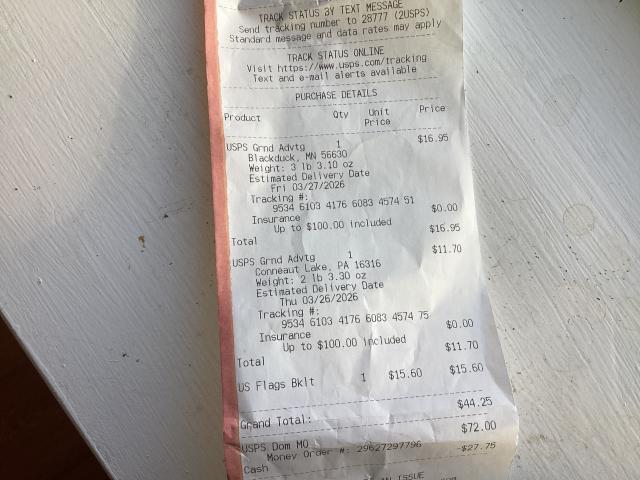 TRACK STATUS BY TEXT MESSAGE
Send tracking number to 28777 (2USPS)
Standard message and data rates may apply
TRACK STATUS ONLINE
Visit https://www.usps.com/tracking
Text and e-mail alerts available
PURCHASE DETAILS
Product Qty Unit Price Price
USPS Grnd Advtg 1 $16.95
Blackduck, MN 56630
Weight: 3 lb 3.10 oz
Estimated Delivery Date
Fri 03/27/2026
Tracking #:
9534 6103 4176 6083 4574 51
Insurance $0.00
Up to $100.00 included
Total $16.95
USPS Grnd Advtg 1 $11.70
Conneaut Lake, PA 16316
Weight: 2 lb 3.30 oz
Estimated Delivery Date
Thu 03/26/2026
Tracking #:
9534 6103 4176 6083 4574 75
Insurance $0.00
Up to $100.00 included
Total $11.70
US Flags Bklt 1 $15.60 $15.60
Grand Total: $44.25
USPS Dom MO $72.00
Money Order #: 29627297796
Cash -$27.75
AN ISSUE